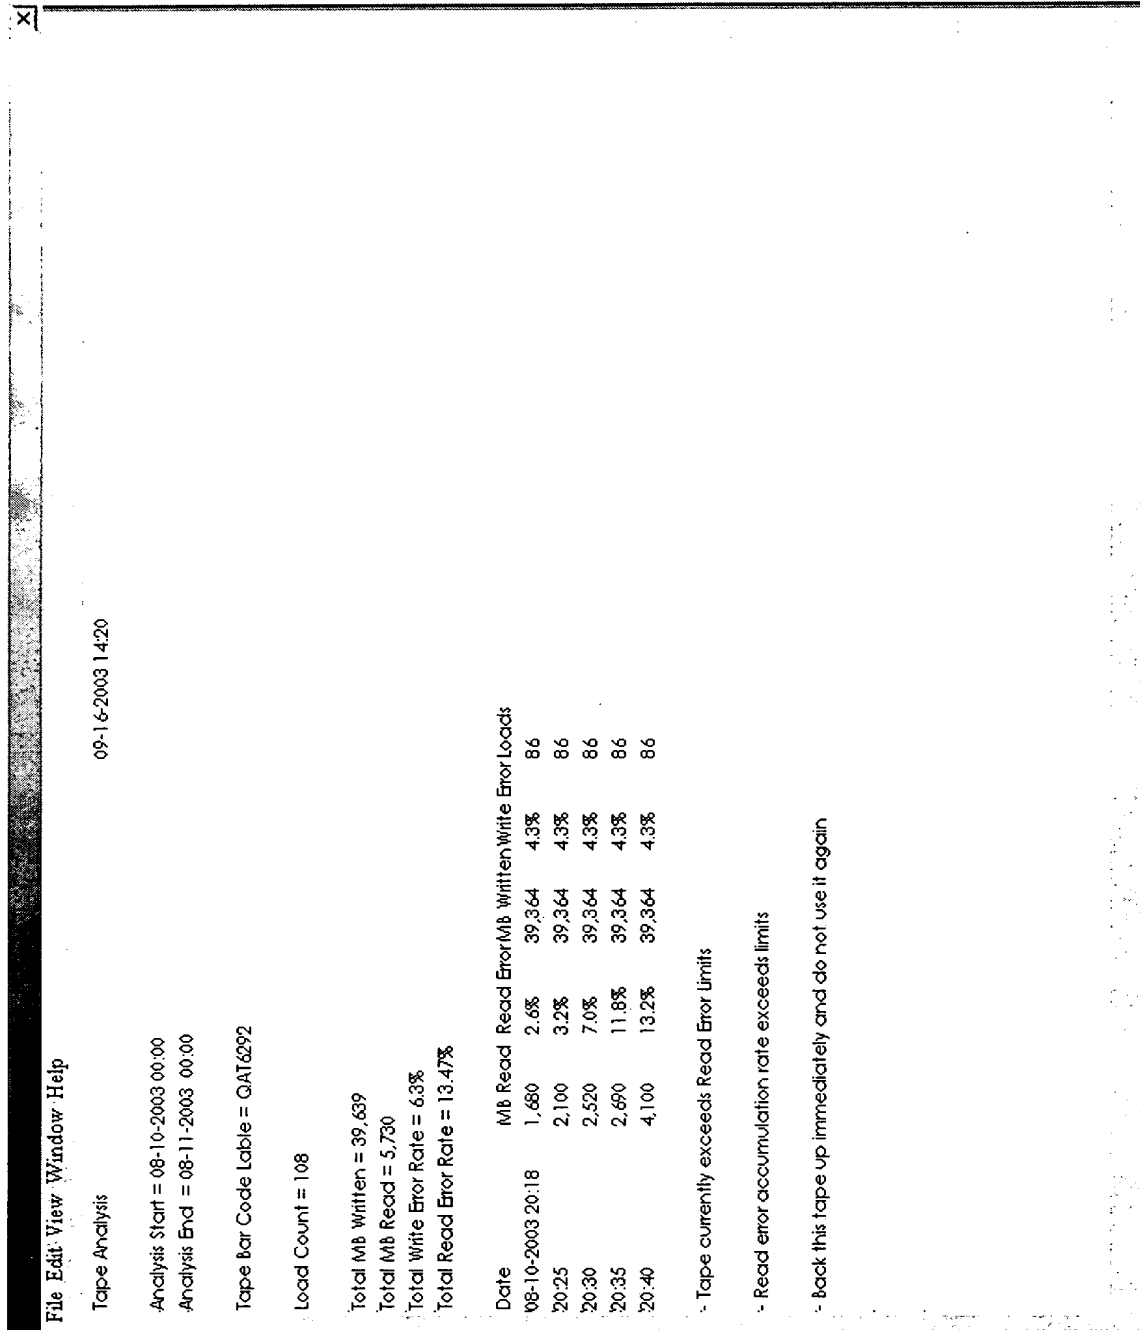 X
File Edit View Window Help
Tape Analysis 09-16-2003 14:20
Analysis Start = 08-10-2003 00:00
Analysis End = 08-11-2003 00:00
Tape Bar Code Lable = QAT6292
Load Count = 108
Total MB Written = 39,639
Total MB Read = 5,730
Total Write Error Rate = 6.3%
Total Read Error Rate = 13.47%
Date MB Read Read Error MB Written Write Error Loads
08-10-2003 20:18 1,680 2.6% 39,364 4.3% 86
20:25 2,100 3.2% 39,364 4.3% 86
20:30 2,520 7.0% 39,364 4.3% 86
20:35 2,690 11.8% 39,364 4.3% 86
20:40 4,100 13.2% 39,364 4.3% 86
- Tape currently exceeds Read Error Limits
- Read error accumulation rate exceeds limits
- Back this tape up immediately and do not use it again